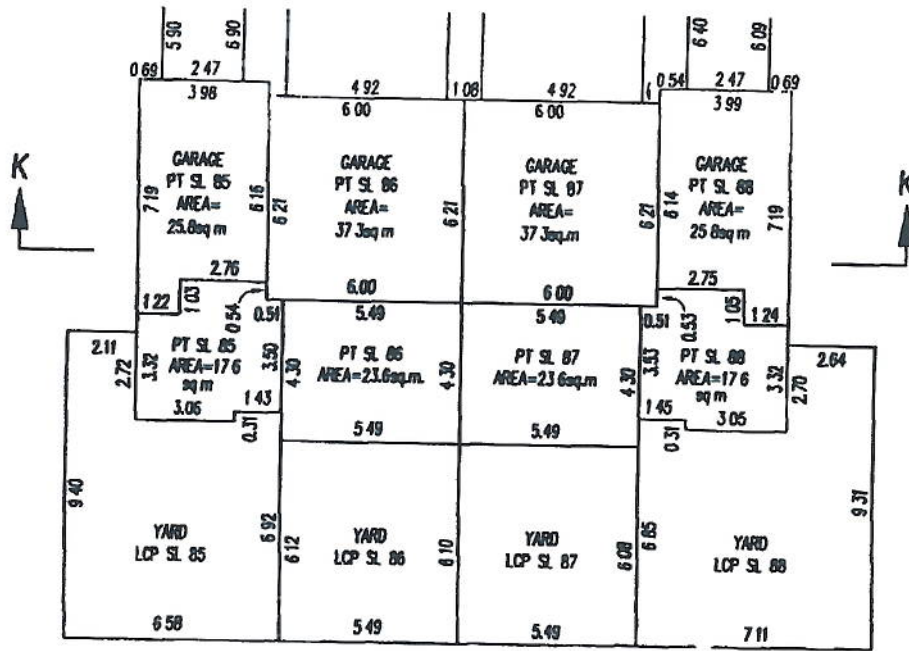 5 90
6 90
6 40
6 09
0 69
2 47
4 92
1 08
4 92
0 54
2 47
0 69
3 98
6 00
6 00
3 99
K
GARAGE
PT SL 85
AREA=
25.8sq m
7 19
6 16
6 21
GARAGE
PT SL 86
AREA=
37 3sq.m
6 21
GARAGE
PT SL 87
AREA=
37 3sq.m
6 21
6 14
GARAGE
PT SL 88
AREA=
25 8sq m
7 19
K
2.76
6.00
6 00
2.75
1 22
1 03
0 54
0.51
5.49
5 49
0.51
0.53
1 05
1 24
2.11
2.72
3.32
PT SL 85
AREA=17 6
sq m
3.50
4 30
PT SL 86
AREA=23.6sq.m.
4 30
PT SL 87
AREA=23 6sq.m
4 30
3.53
PT SL 88
AREA=17 6
sq m
3 32
2.70
2.64
3.06
1 43
0.31
5 49
5.49
1 45
0 31
3 05
9 40
YARD
LCP SL 85
6 92
6 12
YARD
LCP SL 86
6 10
YARD
LCP SL 87
6 08
6 85
YARD
LCP SL 88
9 31
6 58
5 49
5.49
7 11